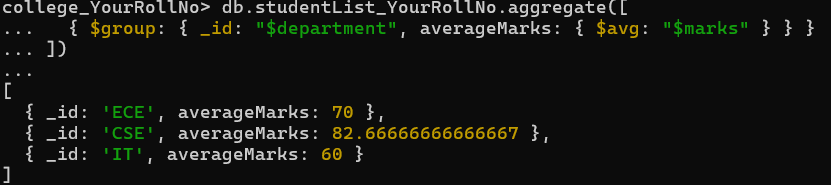 college_YourRollNo> db.studentList_YourRollNo.aggregate([
...   { $group: { _id: "$department", averageMarks: { $avg: "$marks" } } }
... ])
...
[
  { _id: 'ECE', averageMarks: 70 },
  { _id: 'CSE', averageMarks: 82.66666666666667 },
  { _id: 'IT', averageMarks: 60 }
]